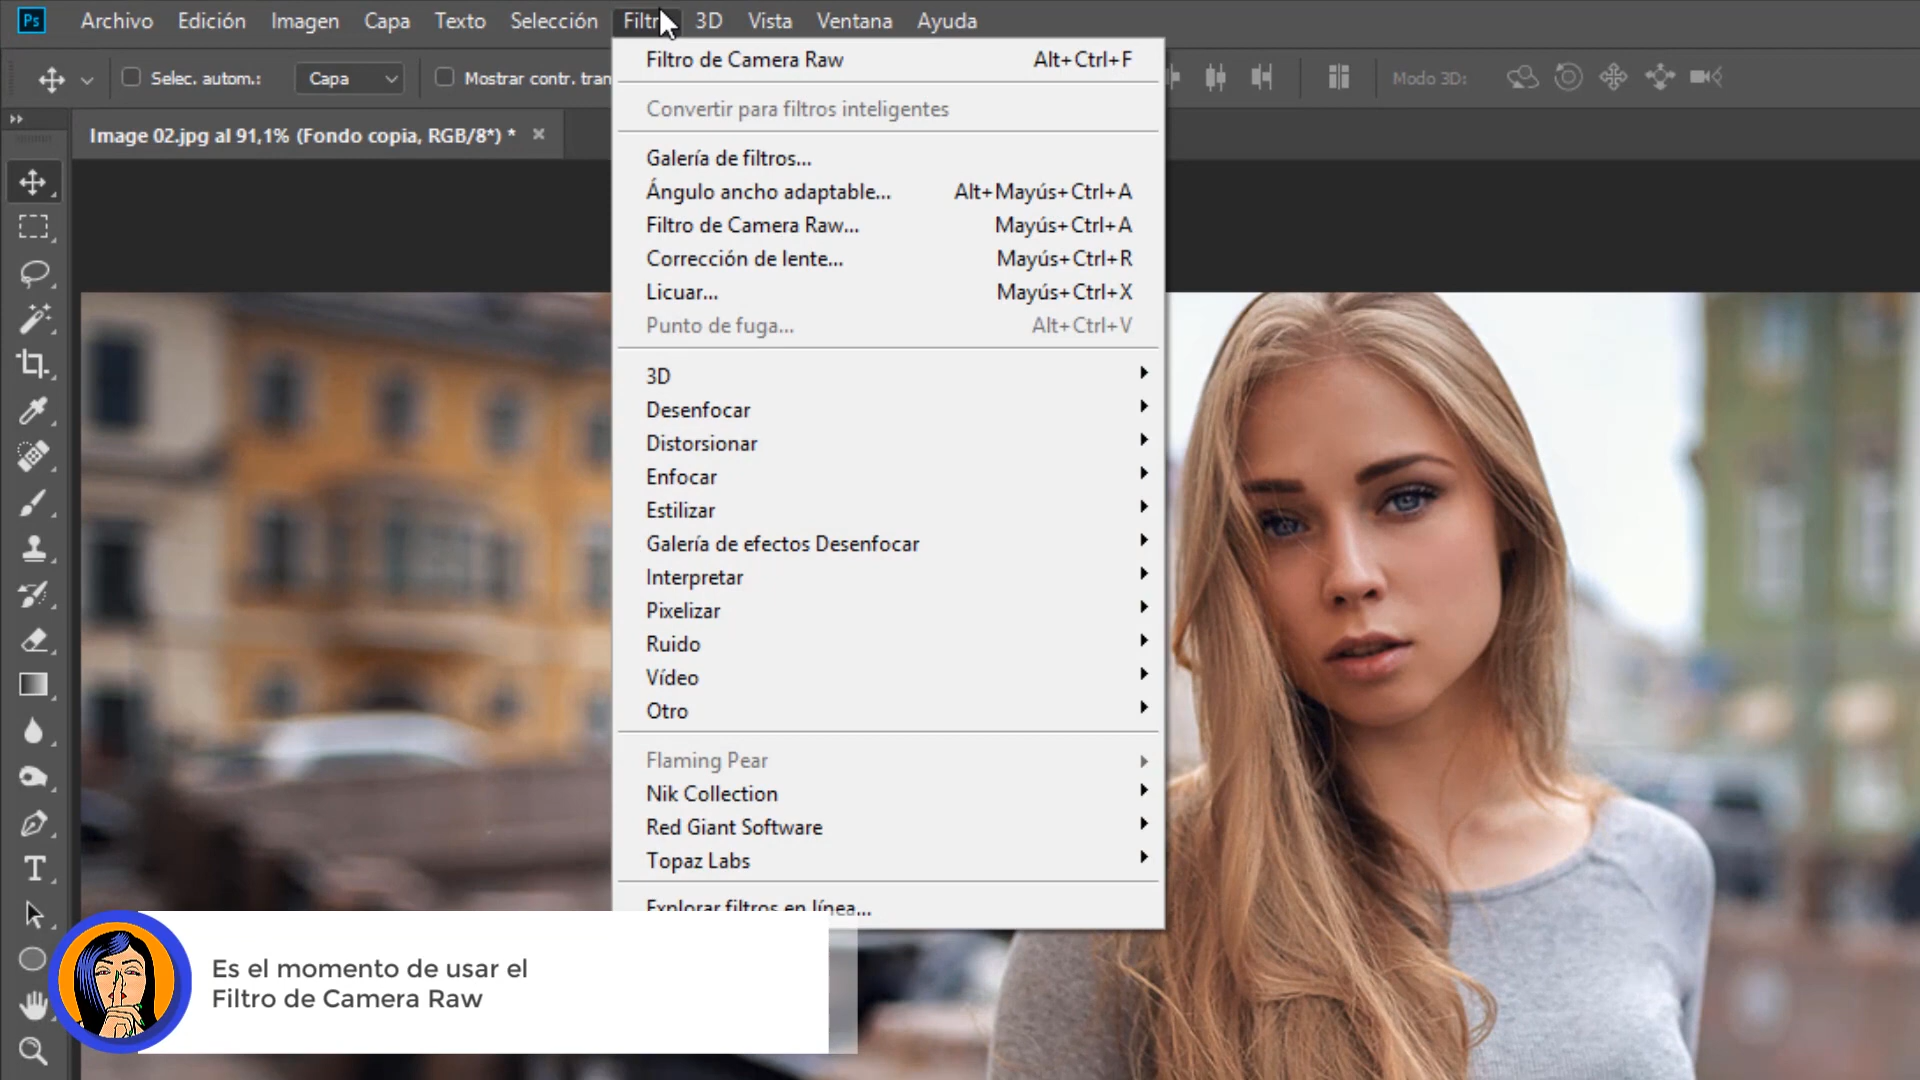 Ps Archivo Edición Imagen Capa Texto Selección Filtr 3D Vista Ventana Ayuda
Selec. autom.: Capa Mostrar contr. tran Modo 3D:
Image 02.jpg al 91,1% (Fondo copia, RGB/8*) * ×
Filtro de Camera Raw Alt+Ctrl+F
Convertir para filtros inteligentes
Galería de filtros...
Ángulo ancho adaptable... Alt+Mayús+Ctrl+A
Filtro de Camera Raw... Mayús+Ctrl+A
Corrección de lente... Mayús+Ctrl+R
Licuar... Mayús+Ctrl+X
Punto de fuga... Alt+Ctrl+V
3D
Desenfocar
Distorsionar
Enfocar
Estilizar
Galería de efectos Desenfocar
Interpretar
Pixelizar
Ruido
Vídeo
Otro
Flaming Pear
Nik Collection
Red Giant Software
Topaz Labs
Explorar filtros en línea...
Es el momento de usar el
Filtro de Camera Raw